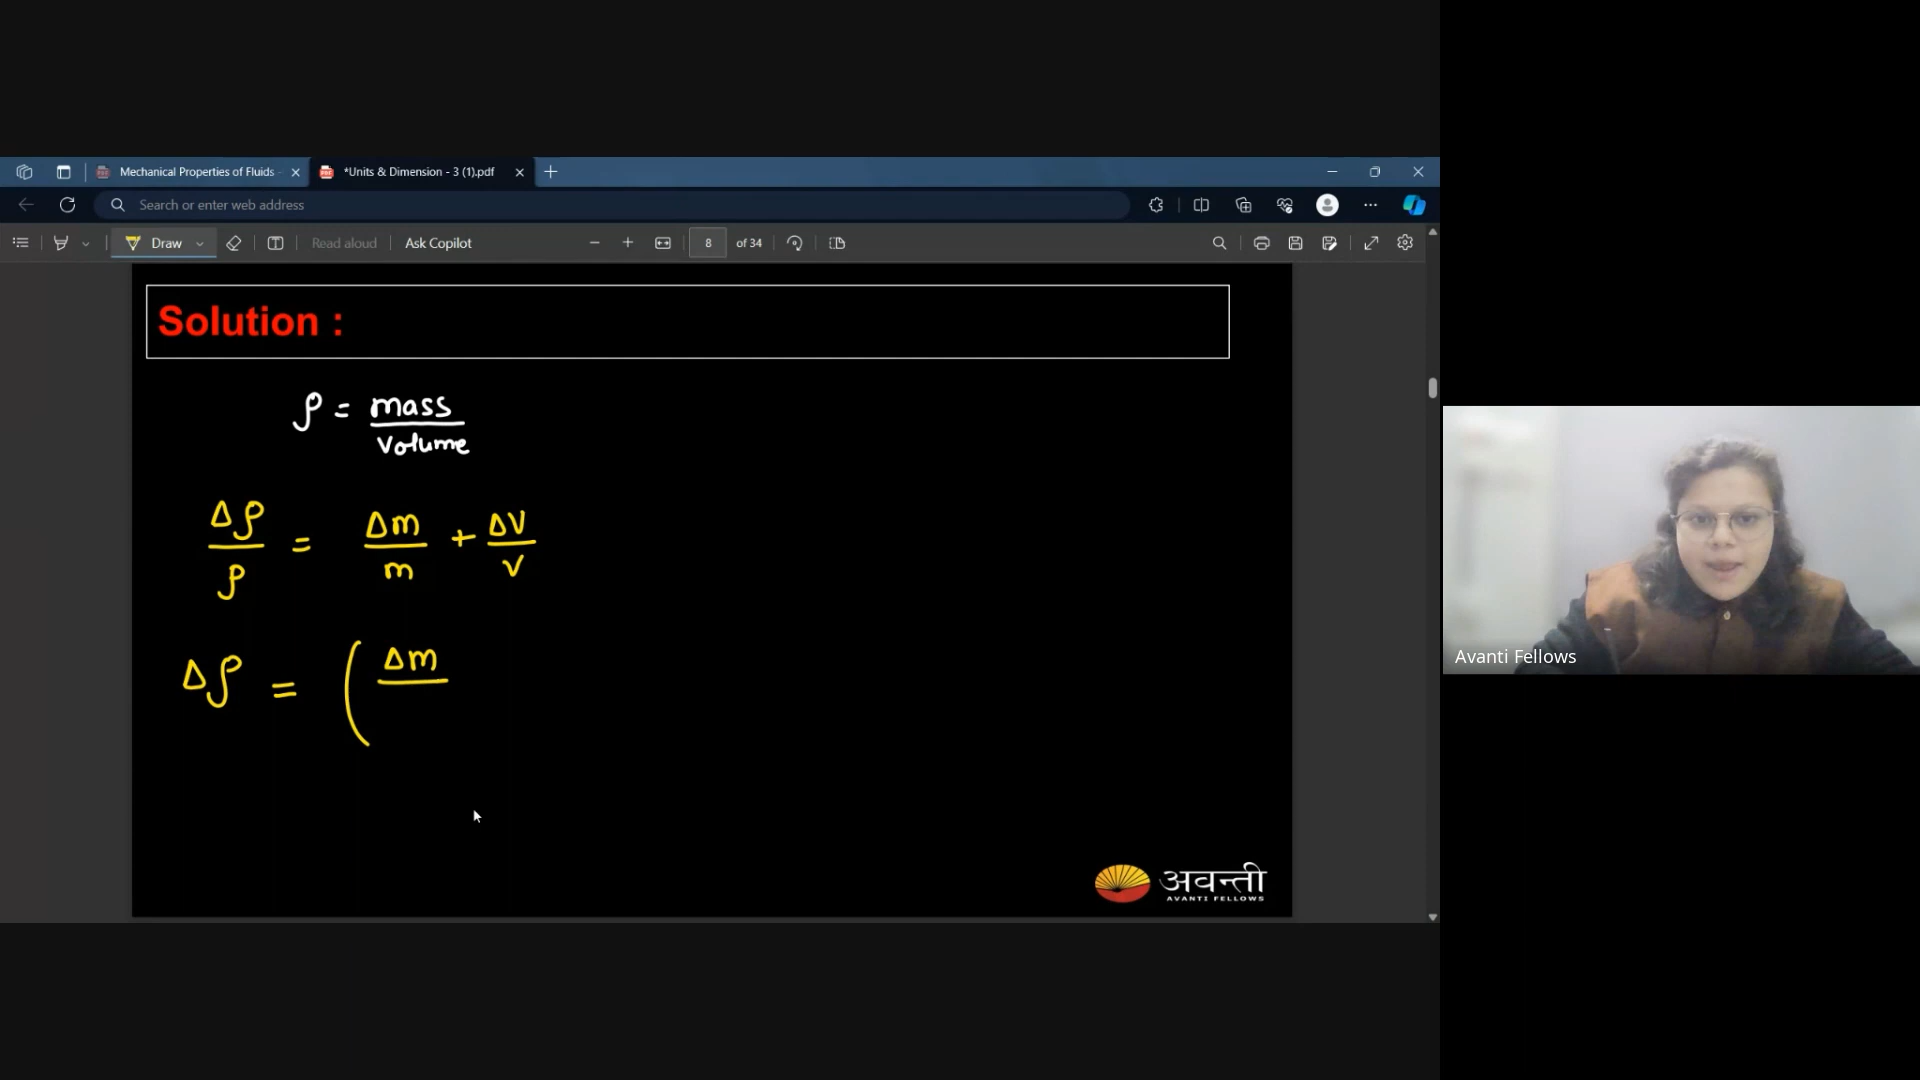 Mechanical Properties of Fluids -
*Units & Dimension - 3 (1).pdf
Search or enter web address
Draw
Read aloud
Ask Copilot
8 of 34
Solution :
ρ = mass / volume
Δρ / ρ = Δm / m + ΔV / v
Δρ = ( Δm
Avanti Fellows
अवन्ती
AVANTI FELLOWS